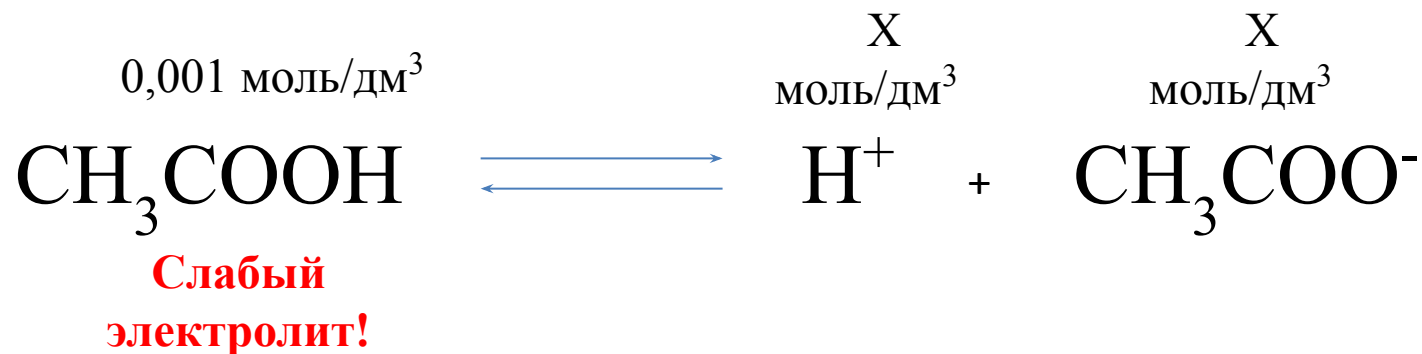 0,001 моль/дм³
X
моль/дм³
X
моль/дм³
CH₃COOH H⁺ + CH₃COO⁻
Слабый
электролит!